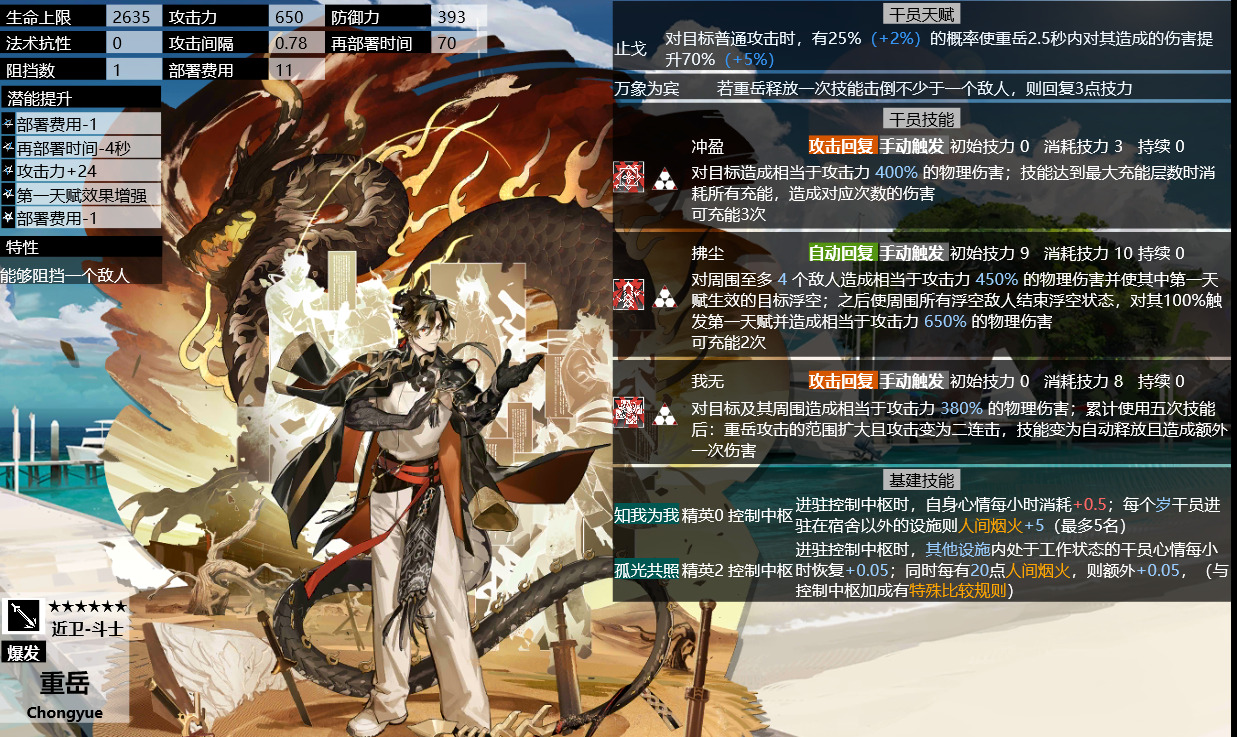 生命上限 2635 攻击力 650 防御力 393
法术抗性 0 攻击间隔 0.78 再部署时间 70
阻挡数 1 部署费用 11
潜能提升
部署费用-1
再部署时间-4秒
攻击力+24
第一天赋效果增强
部署费用-1
特性
能够阻挡一个敌人
★★★★★★
近卫-斗士
爆发
重岳
Chongyue
干员天赋
止戈 对目标普通攻击时，有25%（+2%）的概率使重岳2.5秒内对其造成的伤害提
升70%（+5%）
万象为宾 若重岳释放一次技能击倒不少于一个敌人，则回复3点技力
干员技能
冲盈 攻击回复 手动触发 初始技力 0 消耗技力 3 持续 0
对目标造成相当于攻击力 400% 的物理伤害；技能达到最大充能层数时消
耗所有充能，造成对应次数的伤害
可充能3次
拂尘 自动回复 手动触发 初始技力 9 消耗技力 10 持续 0
对周围至多 4 个敌人造成相当于攻击力 450% 的物理伤害并使其中第一天
赋生效的目标浮空；之后使周围所有浮空敌人结束浮空状态，对其100%触
发第一天赋并造成相当于攻击力 650% 的物理伤害
可充能2次
我无 攻击回复 手动触发 初始技力 0 消耗技力 8 持续 0
对目标及其周围造成相当于攻击力 380% 的物理伤害；累计使用五次技能
后：重岳攻击的范围扩大且攻击变为二连击，技能变为自动释放且造成额外
一次伤害
基建技能
知我为我 精英0 控制中枢 进驻控制中枢时，自身心情每小时消耗+0.5；每个岁干员进
驻在宿舍以外的设施则人间烟火+5（最多5名）
孤光共照 精英2 控制中枢 进驻控制中枢时，其他设施内处于工作状态的干员心情每小
时恢复+0.05；同时每有20点人间烟火，则额外+0.05，（与
控制中枢加成有特殊比较规则）